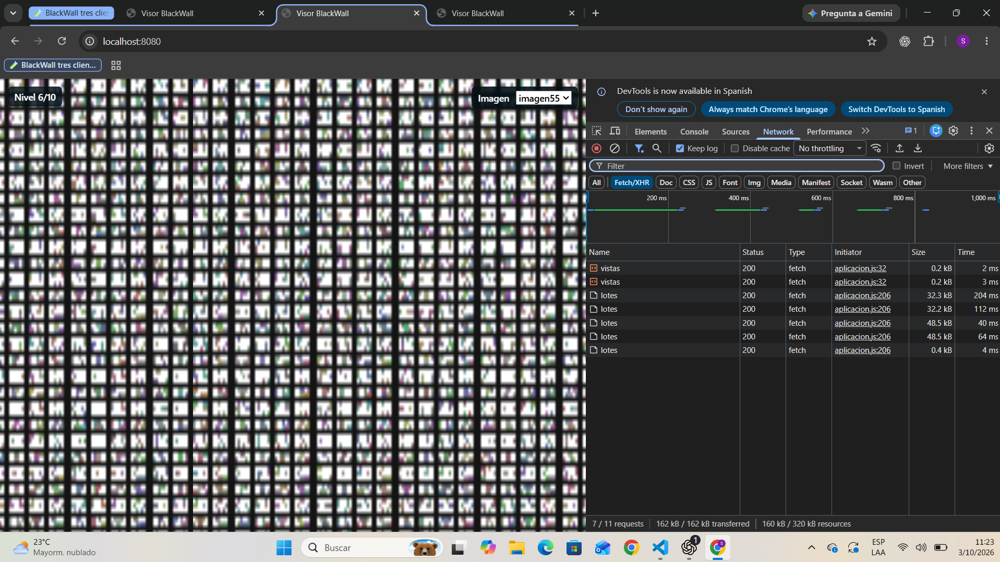 BlackWall tres clier
Visor BlackWall
Visor BlackWall
Visor BlackWall
Pregunta a Gemini
localhost:8080
S
BlackWall tres clien...
Nivel 6/10
Imagen
imagen55
DevTools is now available in Spanish
Don't show again
Always match Chrome's language
Switch DevTools to Spanish
Elements
Console
Sources
Network
Performance
1
Keep log
Disable cache
No throttling
Filter
Invert
More filters
All
Fetch/XHR
Doc
CSS
JS
Font
Img
Media
Manifest
Socket
Wasm
Other
200 ms
400 ms
600 ms
800 ms
1,000 ms
Name Status Type Initiator Size Time
vistas 200 fetch aplicacion.js:32 0.2 kB 2 ms
vistas 200 fetch aplicacion.js:32 0.2 kB 3 ms
lotes 200 fetch aplicacion.js:206 32.3 kB 204 ms
lotes 200 fetch aplicacion.js:206 32.2 kB 112 ms
lotes 200 fetch aplicacion.js:206 48.5 kB 40 ms
lotes 200 fetch aplicacion.js:206 48.5 kB 64 ms
lotes 200 fetch aplicacion.js:206 0.4 kB 4 ms
7 / 11 requests
162 kB / 162 kB transferred
160 kB / 320 kB resources
23°C
Mayorm. nublado
Buscar
1
S
ESP
LAA
11:23
3/10/2026